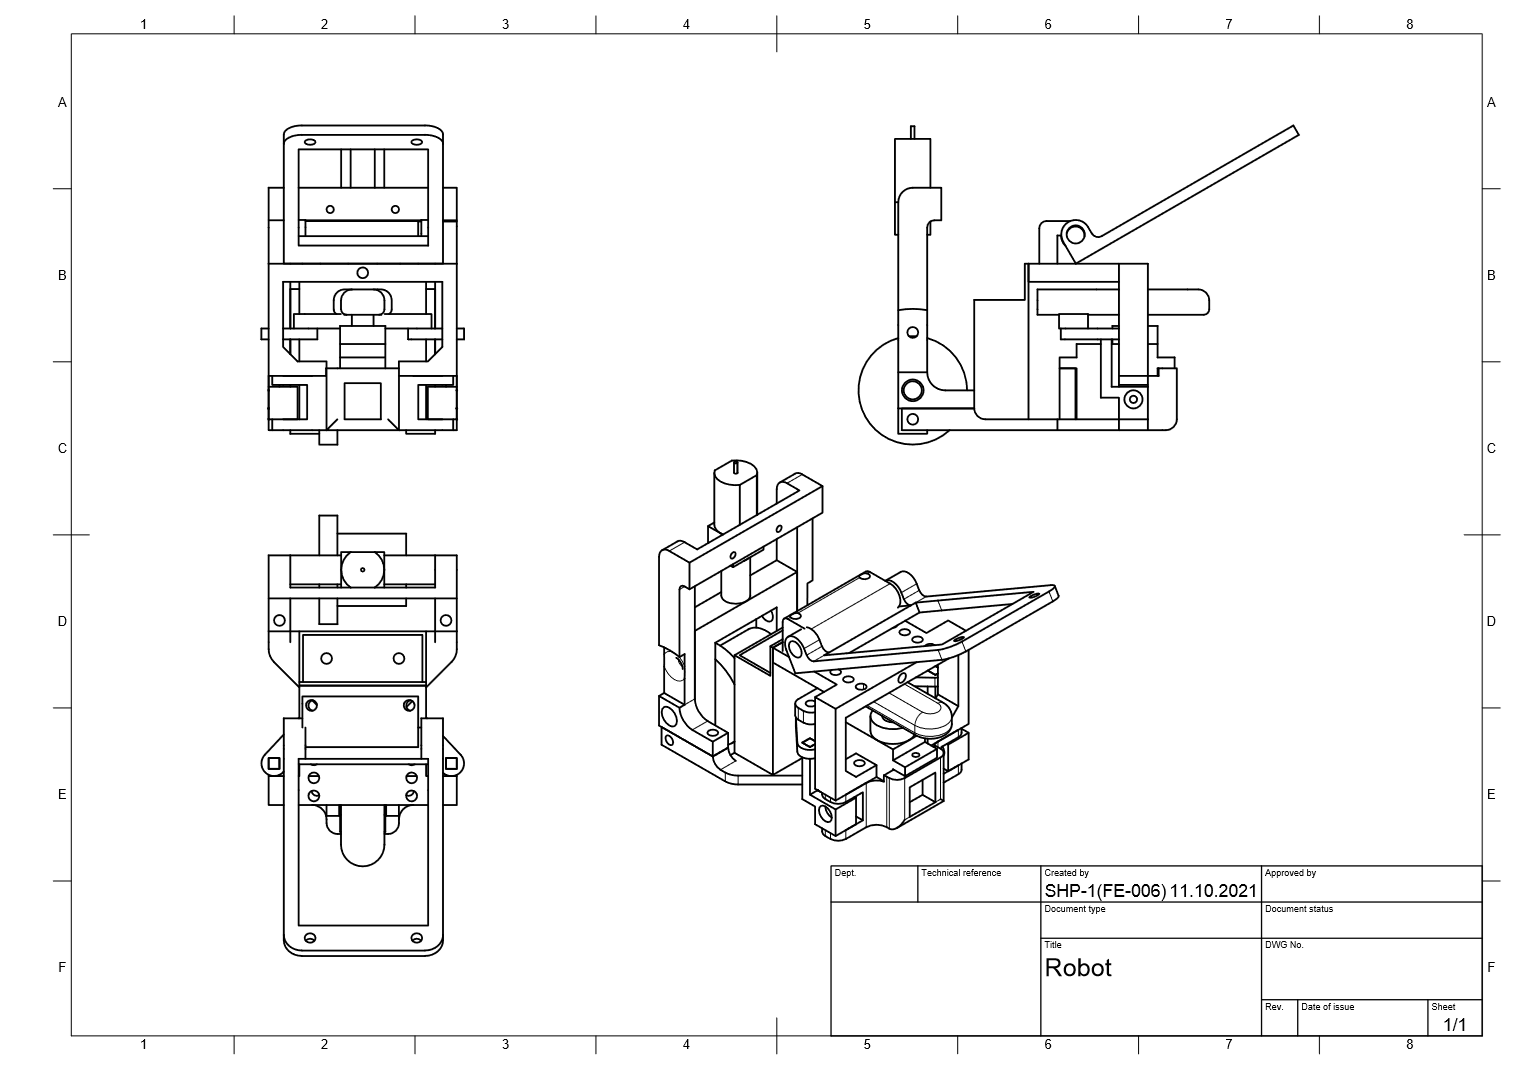 1 2 3 4 5 6 7 8
A A
B B
C C
D D
E E
F F
Dept. Technical reference Created by Approved by
SHP-1(FE-006) 11.10.2021
Document type Document status
Title DWG No.
Robot
Rev. Date of issue Sheet
1/1
1 2 3 4 5 6 7 8